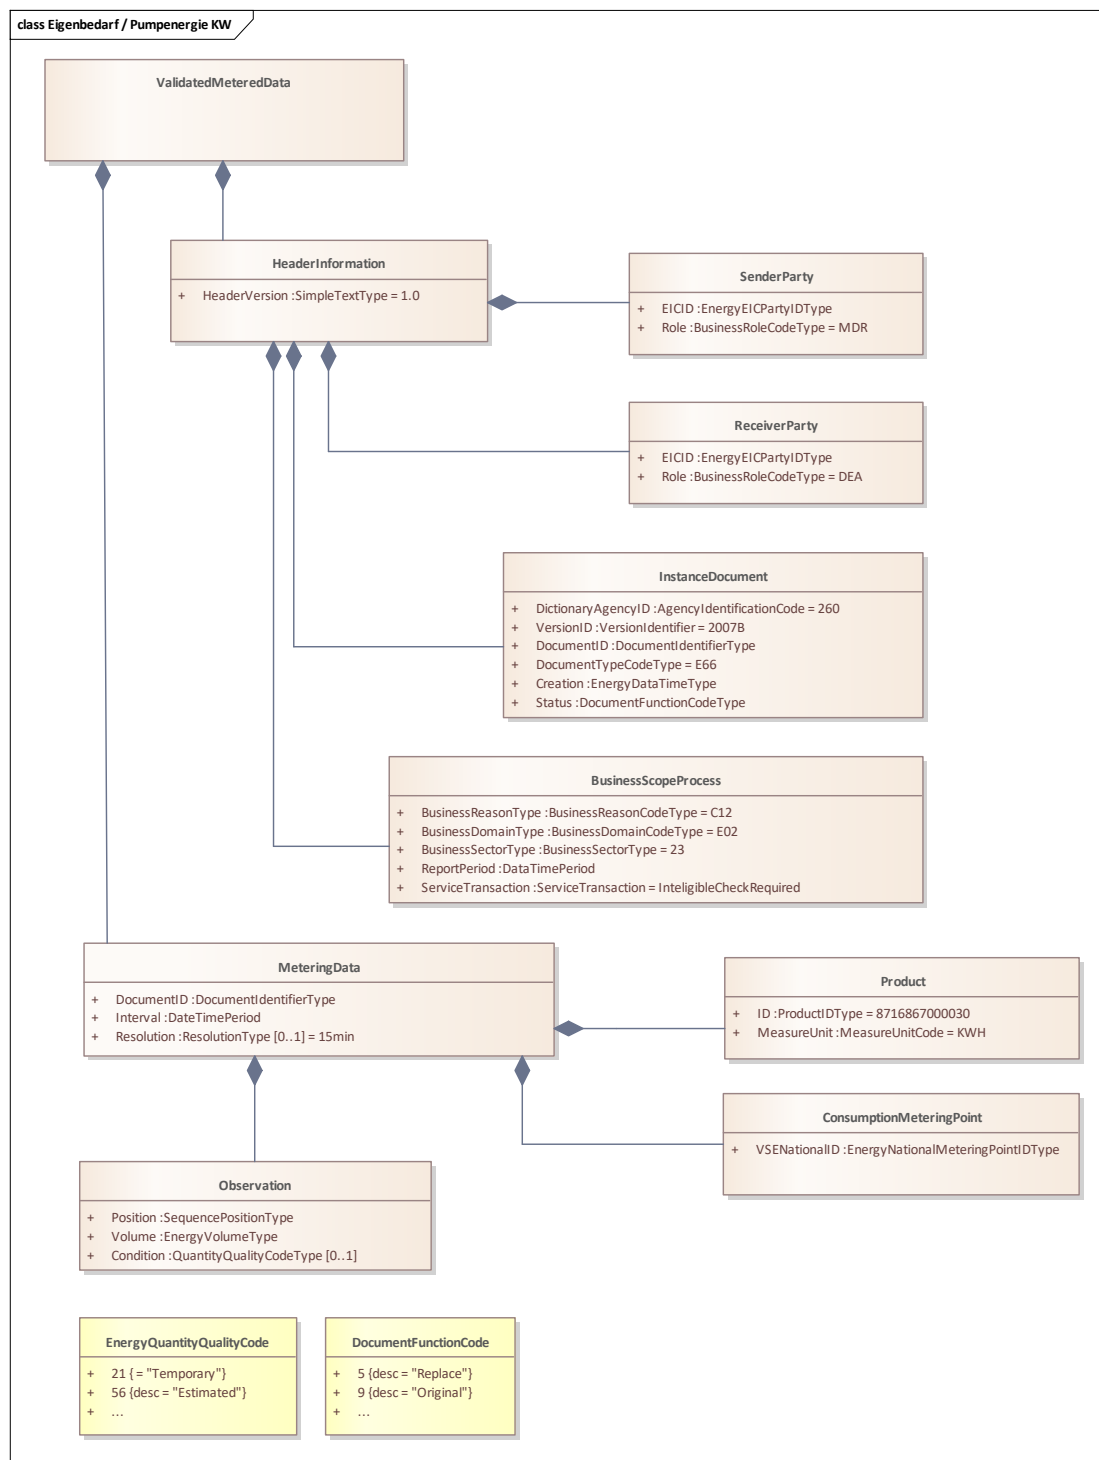 class Eigenbedarf / Pumpenergie KW
ValidatedMeteredData
HeaderInformation
+ HeaderVersion :SimpleTextType = 1.0
SenderParty
+ EICID :EnergyEICPartyIDType
+ Role :BusinessRoleCodeType = MDR
ReceiverParty
+ EICID :EnergyEICPartyIDType
+ Role :BusinessRoleCodeType = DEA
InstanceDocument
+ DictionaryAgencyID :AgencyIdentificationCode = 260
+ VersionID :VersionIdentifier = 2007B
+ DocumentID :DocumentIdentifierType
+ DocumentTypeCodeType = E66
+ Creation :EnergyDataTimeType
+ Status :DocumentFunctionCodeType
BusinessScopeProcess
+ BusinessReasonType :BusinessReasonCodeType = C12
+ BusinessDomainType :BusinessDomainCodeType = E02
+ BusinessSectorType :BusinessSectorType = 23
+ ReportPeriod :DataTimePeriod
+ ServiceTransaction :ServiceTransaction = InteligibleCheckRequired
MeteringData
+ DocumentID :DocumentIdentifierType
+ Interval :DateTimePeriod
+ Resolution :ResolutionType [0..1] = 15min
Product
+ ID :ProductIDType = 8716867000030
+ MeasureUnit :MeasureUnitCode = KWH
ConsumptionMeteringPoint
+ VSENationalID :EnergyNationalMeteringPointIDType
Observation
+ Position :SequencePositionType
+ Volume :EnergyVolumeType
+ Condition :QuantityQualityCodeType [0..1]
EnergyQuantityQualityCode
+ 21 { = "Temporary"}
+ 56 {desc = "Estimated"}
+ ...
DocumentFunctionCode
+ 5 {desc = "Replace"}
+ 9 {desc = "Original"}
+ ...